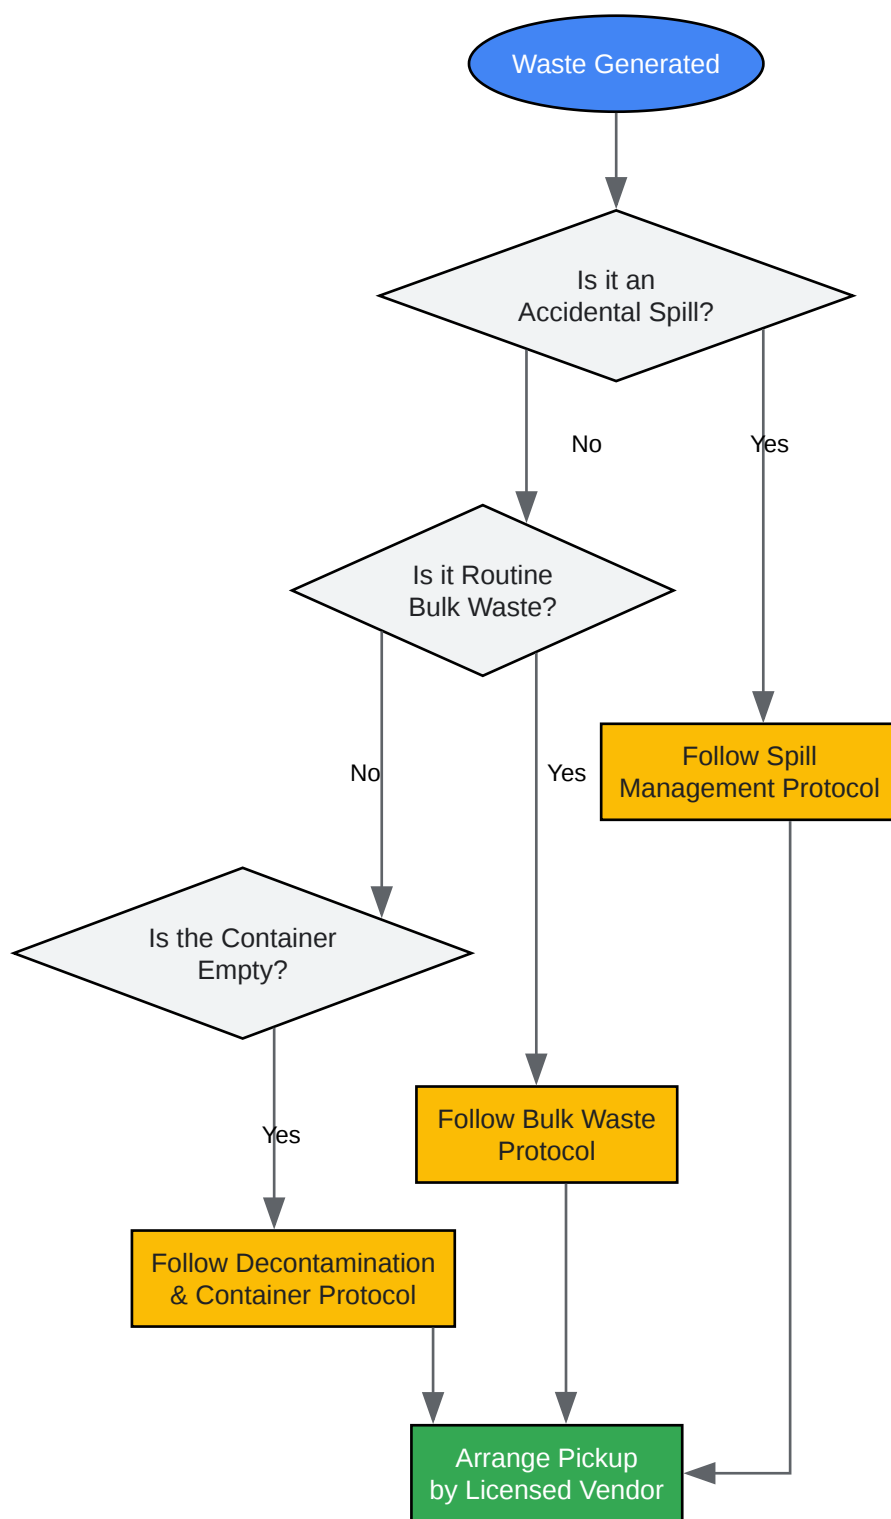 Waste Generated
Is it an
Accidental Spill?
No
Yes
Is it Routine
Bulk Waste?
Follow Spill
Management Protocol
No
Yes
Is the Container
Empty?
Follow Bulk Waste
Protocol
Yes
Follow Decontamination
& Container Protocol
Arrange Pickup
by Licensed Vendor